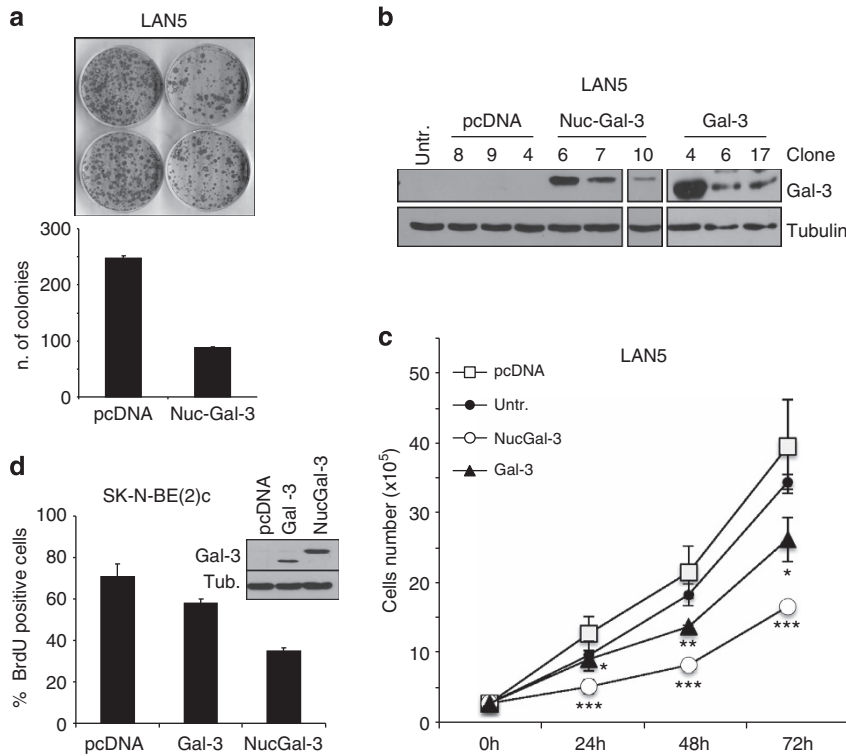 a
LAN5
n. of colonies
300
200
100
0
pcDNA Nuc-Gal-3
b
LAN5
Untr. pcDNA Nuc-Gal-3 Gal-3
8 9 4 6 7 10 4 6 17 Clone
Gal-3
Tubulin
c
LAN5
Cells number (x10⁵)
50
40
30
20
10
0
pcDNA
Untr.
NucGal-3
Gal-3
*
**
*
***
***
***
0h 24h 48h 72h
d
SK-N-BE(2)c
% BrdU positive cells
100
80
60
40
20
0
pcDNA Gal-3 NucGal-3
pcDNA
Gal -3
NucGal-3
Gal-3
Tub.